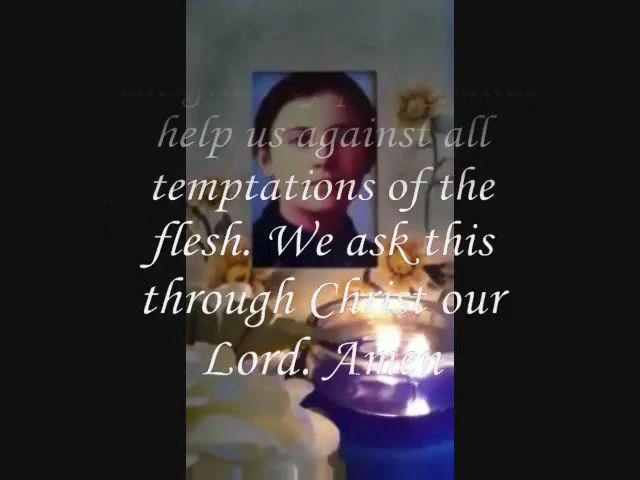 help us against all
temptations of the
flesh. We ask this
through Christ our
Lord. Amen